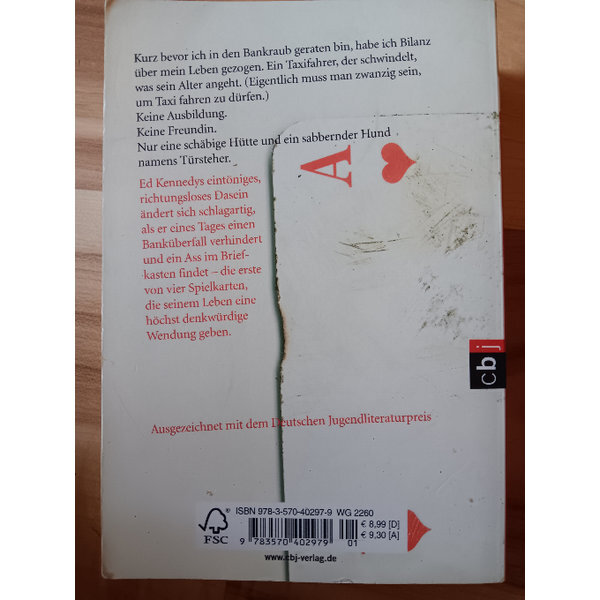 Kurz bevor ich in den Bankraub geraten bin, habe ich Bilanz
über mein Leben gezogen. Ein Taxifahrer, der schwindelt,
was sein Alter angeht. (Eigentlich muss man zwanzig sein,
um Taxi fahren zu dürfen.)
Keine Ausbildung.
Keine Freundin.
Nur eine schäbige Hütte und ein sabbernder Hund
namens Türsteher.
A
Ed Kennedys eintöniges,
richtungsloses Dasein
ändert sich schlagartig,
als er eines Tages einen
Banküberfall verhindert
und ein Ass im Brief-
kasten findet – die erste
von vier Spielkarten,
die seinem Leben eine
höchst denkwürdige
Wendung geben.
cbj
Ausgezeichnet mit dem Deutschen Jugendliteraturpreis
ISBN 978-3-570-40297-9 WG 2260
€ 8,99 [D]
€ 9,30 [A]
FSC
9 783570 402979
01
www.cbj-verlag.de